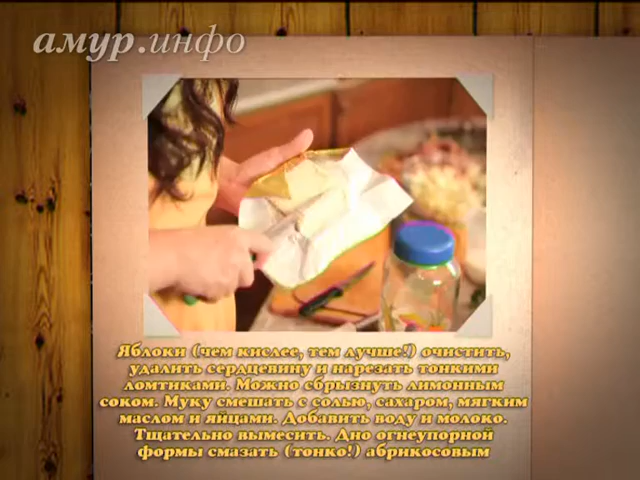 амур.инфо
Яблоки (чем кислее, тем лучше!) очистить,
удалить сердцевину и нарезать тонкими
ломтиками. Можно сбрызнуть лимонным
соком. Муку смешать с солью, сахаром, мягким
маслом и яйцами. Добавить воду и молоко.
Тщательно вымесить. Дно огнеупорной
формы смазать (тонко!) абрикосовым